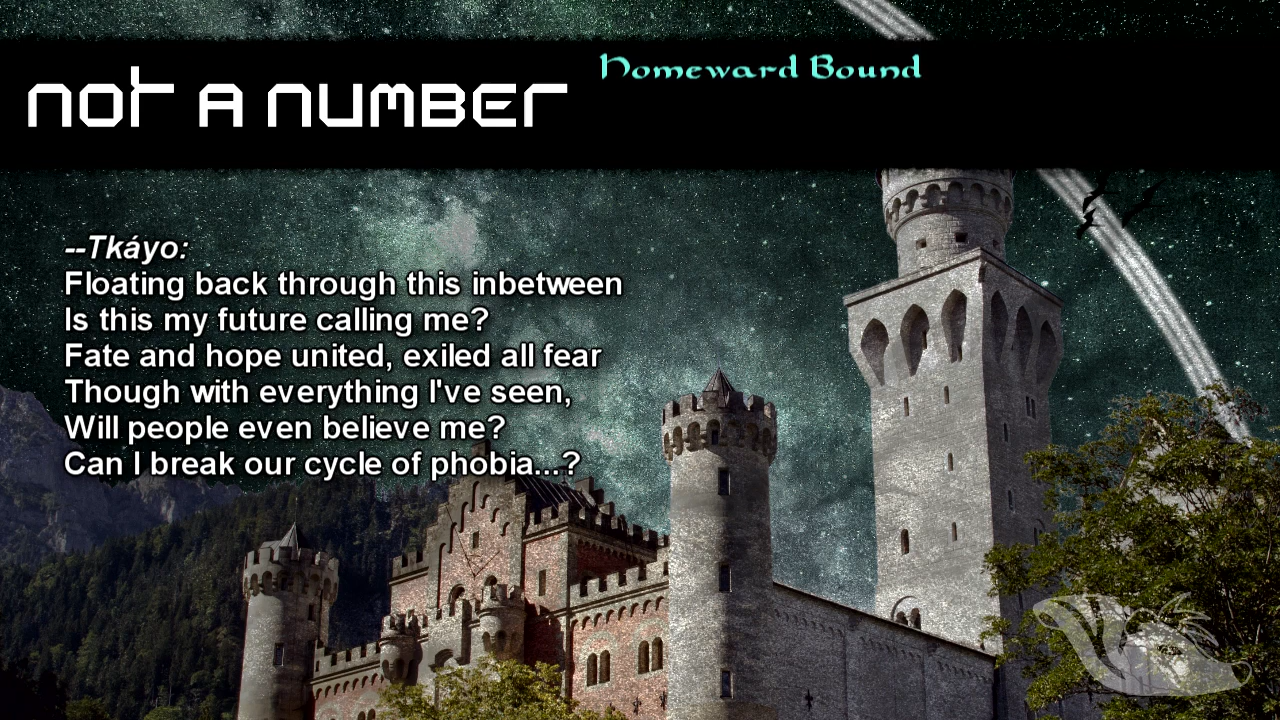 not a number
Homeward Bound
--Tkáyo:
Floating back through this inbetween
Is this my future calling me?
Fate and hope united, exiled all fear
Though with everything I've seen,
Will people even believe me?
Can I break our cycle of phobia...?